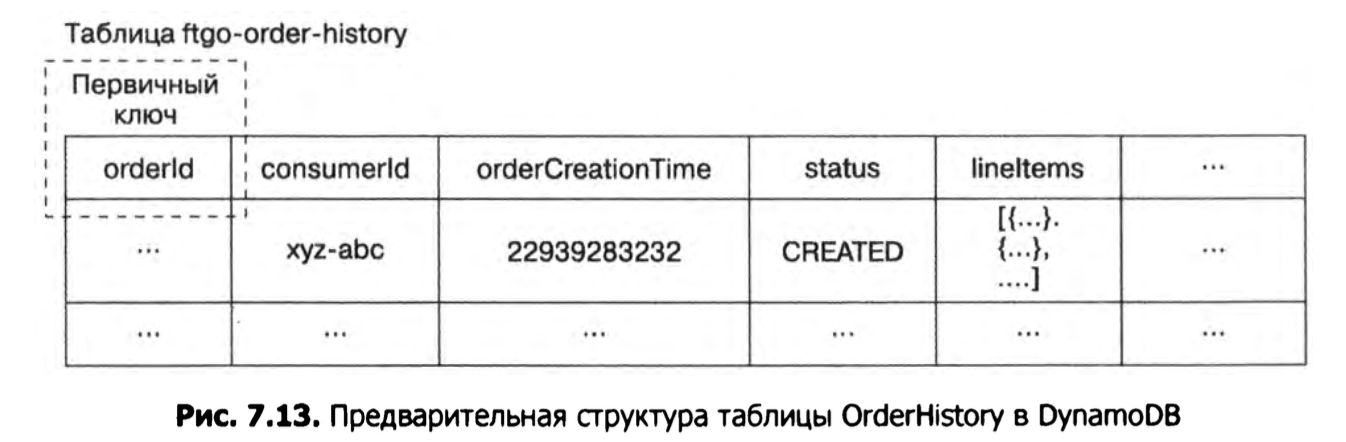 Таблица ftgo-order-history
Первичный
ключ
orderId consumerId orderCreationTime status lineItems ...
... xyz-abc 22939283232 CREATED [{...}.
{...},
....] ...
... ... ... ... ... ...
Рис. 7.13. Предварительная структура таблицы OrderHistory в DynamoDB